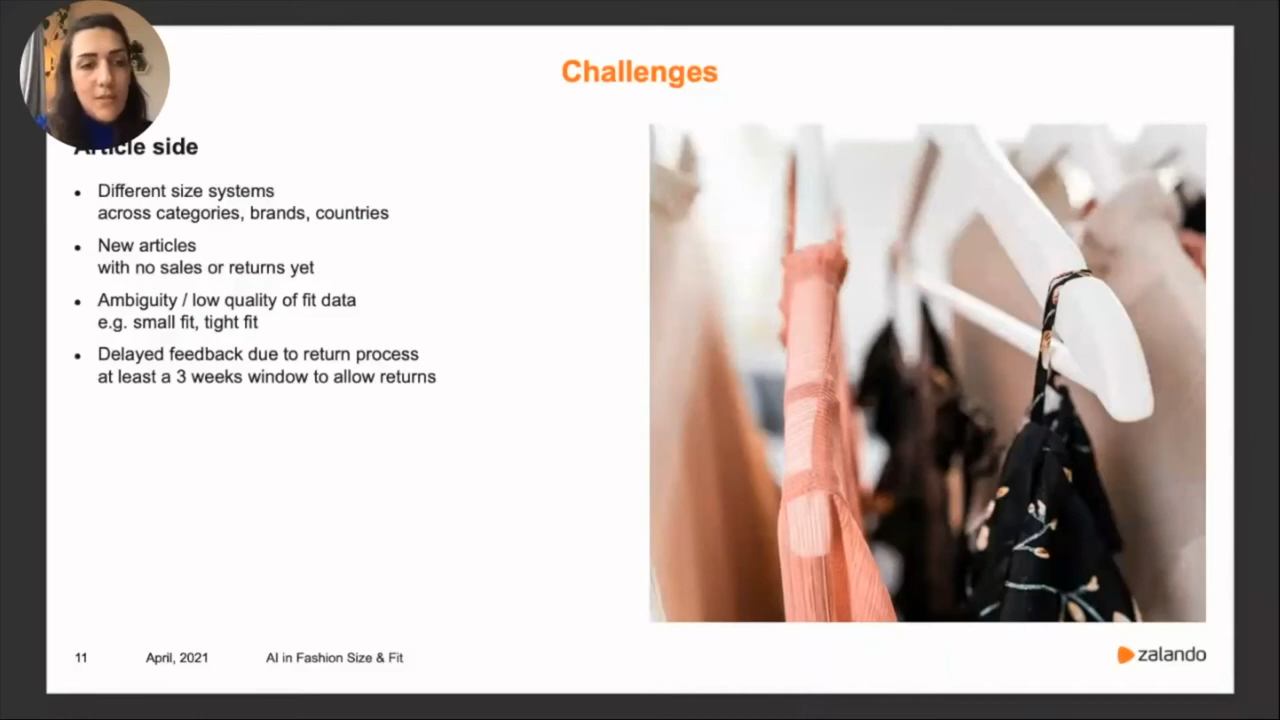 Challenges
Article side
Different size systems
across categories, brands, countries
New articles
with no sales or returns yet
Ambiguity / low quality of fit data
e.g. small fit, tight fit
Delayed feedback due to return process
at least a 3 weeks window to allow returns
11 April, 2021 AI in Fashion Size & Fit
zalando